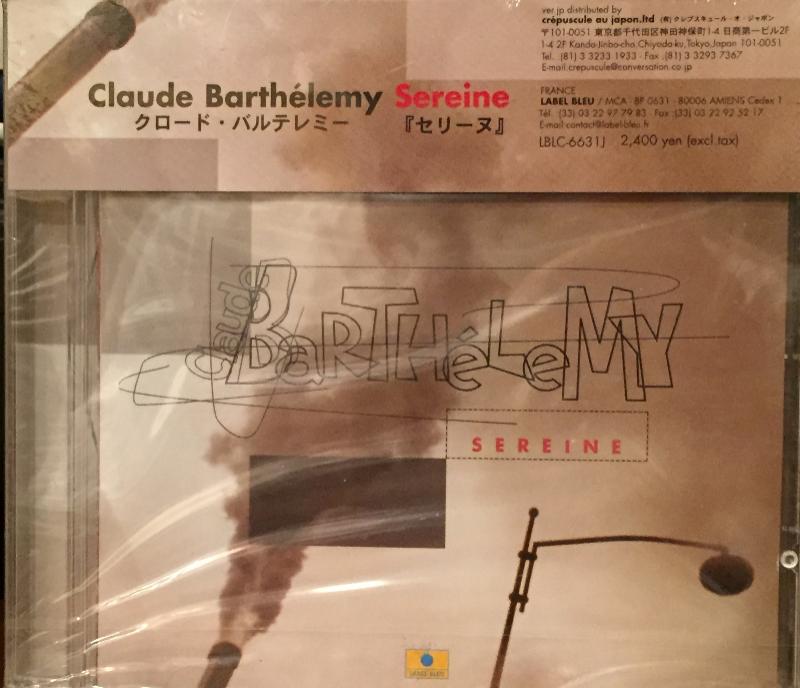 ver.jp distributed by
crépuscule au japon.ltd (有)クレプスキュール・オ・ジャポン
〒101-0051 東京都千代田区神田神保町1-4 日商第一ビル2F
1-4 2F Kanda-Jinbo-cho.Chiyoda-ku,Tokyo,Japan 101-0051
Tel. :(81) 3 3233 1933 - Fax .:(81) 3 3293 7367
E-mail.crepuscule@conversation.co.jp
FRANCE
LABEL BLEU / MCA - BP 0631 - 80006 AMIENS Cedex 1
Tél. :(33) 03 22 97 79 83 - Fax :(33) 03 22 92 52 17
E-mail:contact@label-bleu.fr
LBLC-6631J 2,400 yen (excl.tax)
Claude Barthélemy Sereine
クロード・バルテレミー 『セリーヌ』
Claude
BARTHéLeMY
SEREINE
LABEL BLEU